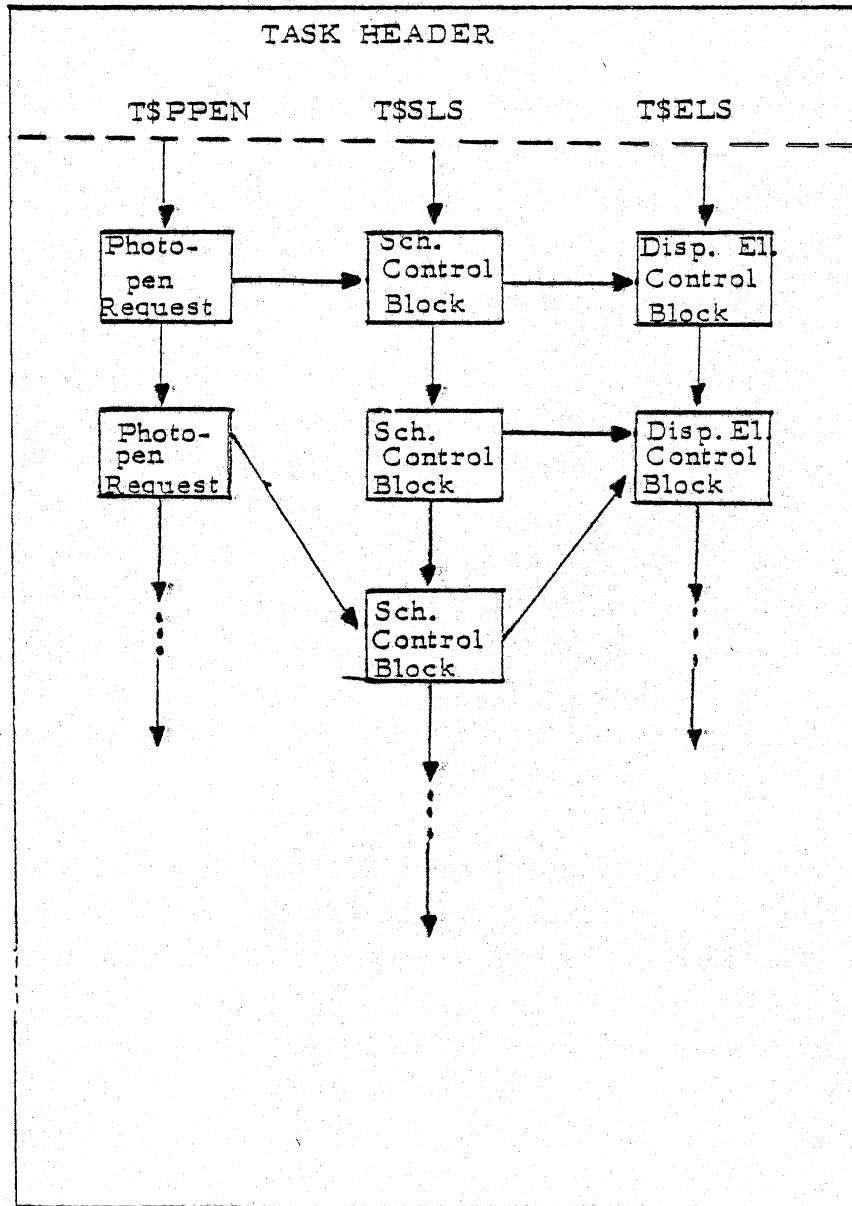 TASK HEADER
T$PPEN T$SLS T$ELS
Photo-
pen
Request
Sch.
Control
Block
Disp. El.
Control
Block
Photo-
pen
Request
Sch.
Control
Block
Disp. El.
Control
Block
Sch.
Control
Block